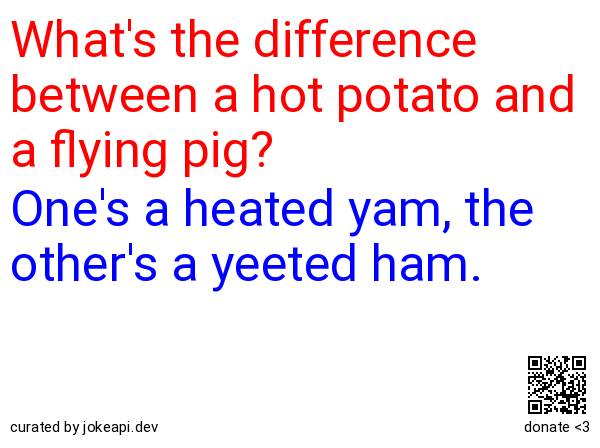 What's the difference
between a hot potato and
a flying pig?
One's a heated yam, the
other's a yeeted ham.
curated by jokeapi.dev
donate <3